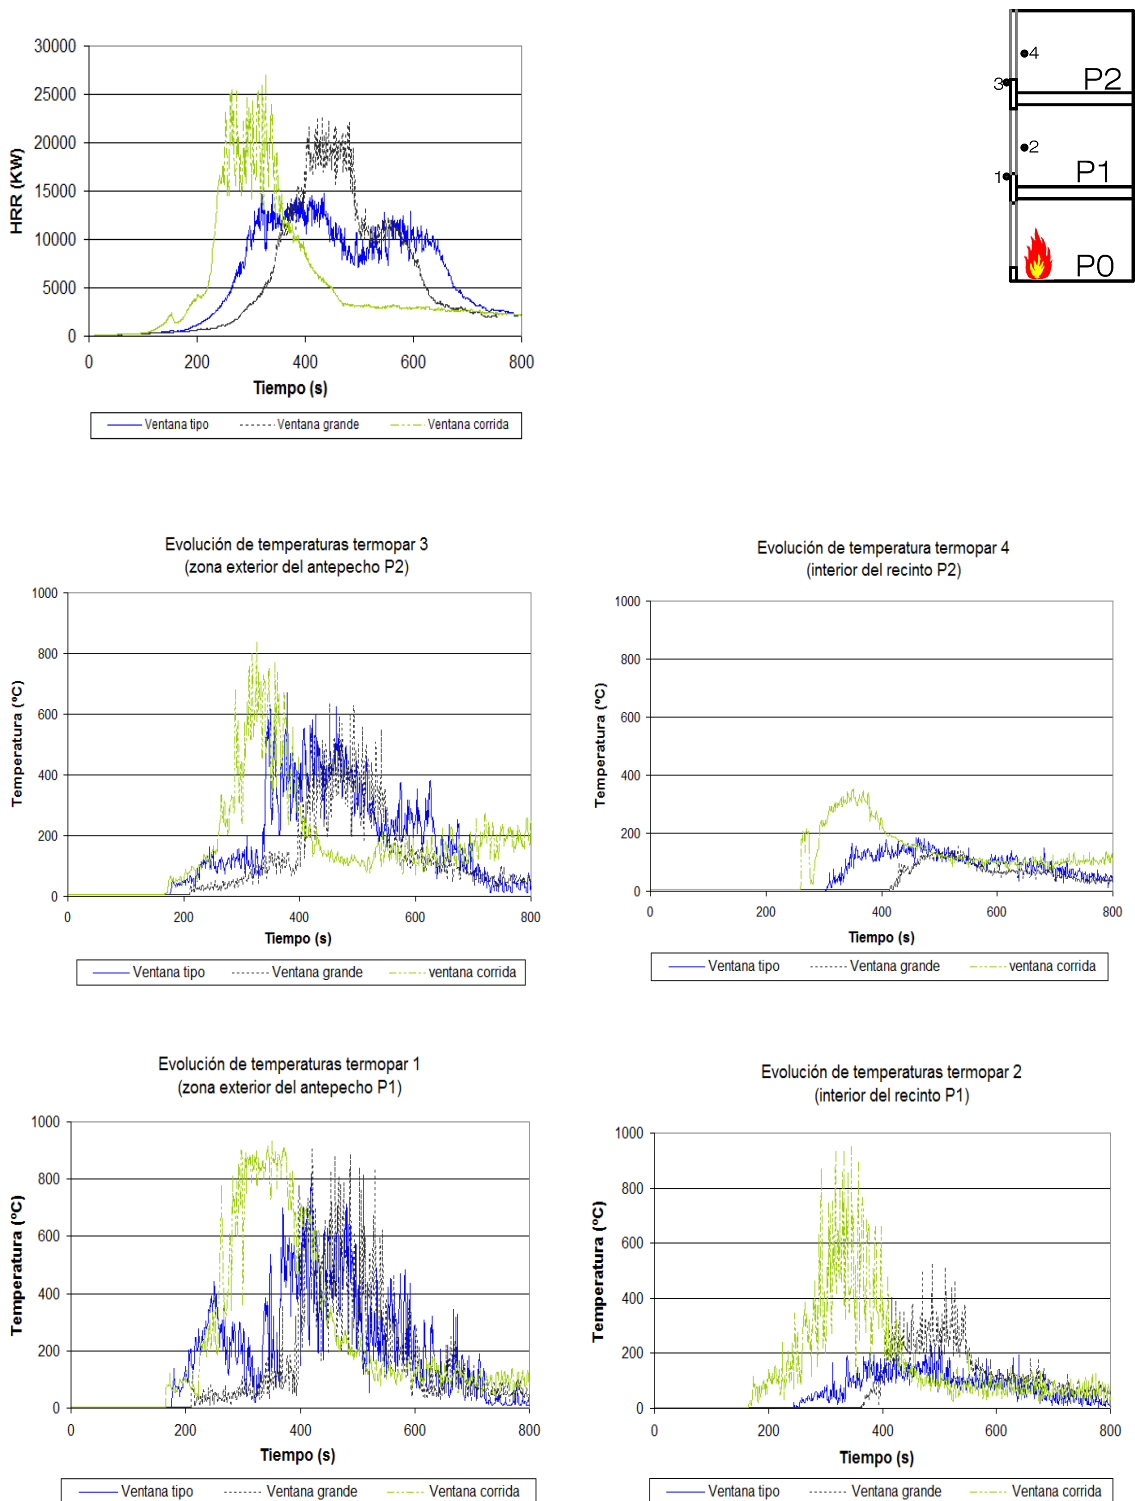 30000
25000
20000
15000
10000
5000
0
HRR (KW)
0 200 400 600 800
Tiempo (s)
Ventana tipo Ventana grande Ventana corrida
4
3
P2
2
1
P1
P0
Evolución de temperaturas termopar 3
(zona exterior del antepecho P2)
1000
800
600
400
200
0
Temperatura (ºC)
0 200 400 600 800
Tiempo (s)
Ventana tipo Ventana grande ventana corrida
Evolución de temperatura termopar 4
(interior del recinto P2)
1000
800
600
400
200
0
Temperatura (ºC)
0 200 400 600 800
Tiempo (s)
Ventana tipo Ventana grande ventana corrida
Evolución de temperaturas termopar 1
(zona exterior del antepecho P1)
1000
800
600
400
200
0
Temperatura (ºC)
0 200 400 600 800
Tiempo (s)
Ventana tipo Ventana grande Ventana corrida
Evolución de temperaturas termopar 2
(interior del recinto P1)
1000
800
600
400
200
0
Temperatura (ºC)
0 200 400 600 800
Tiempo (s)
Ventana tipo Ventana grande Ventana corrida